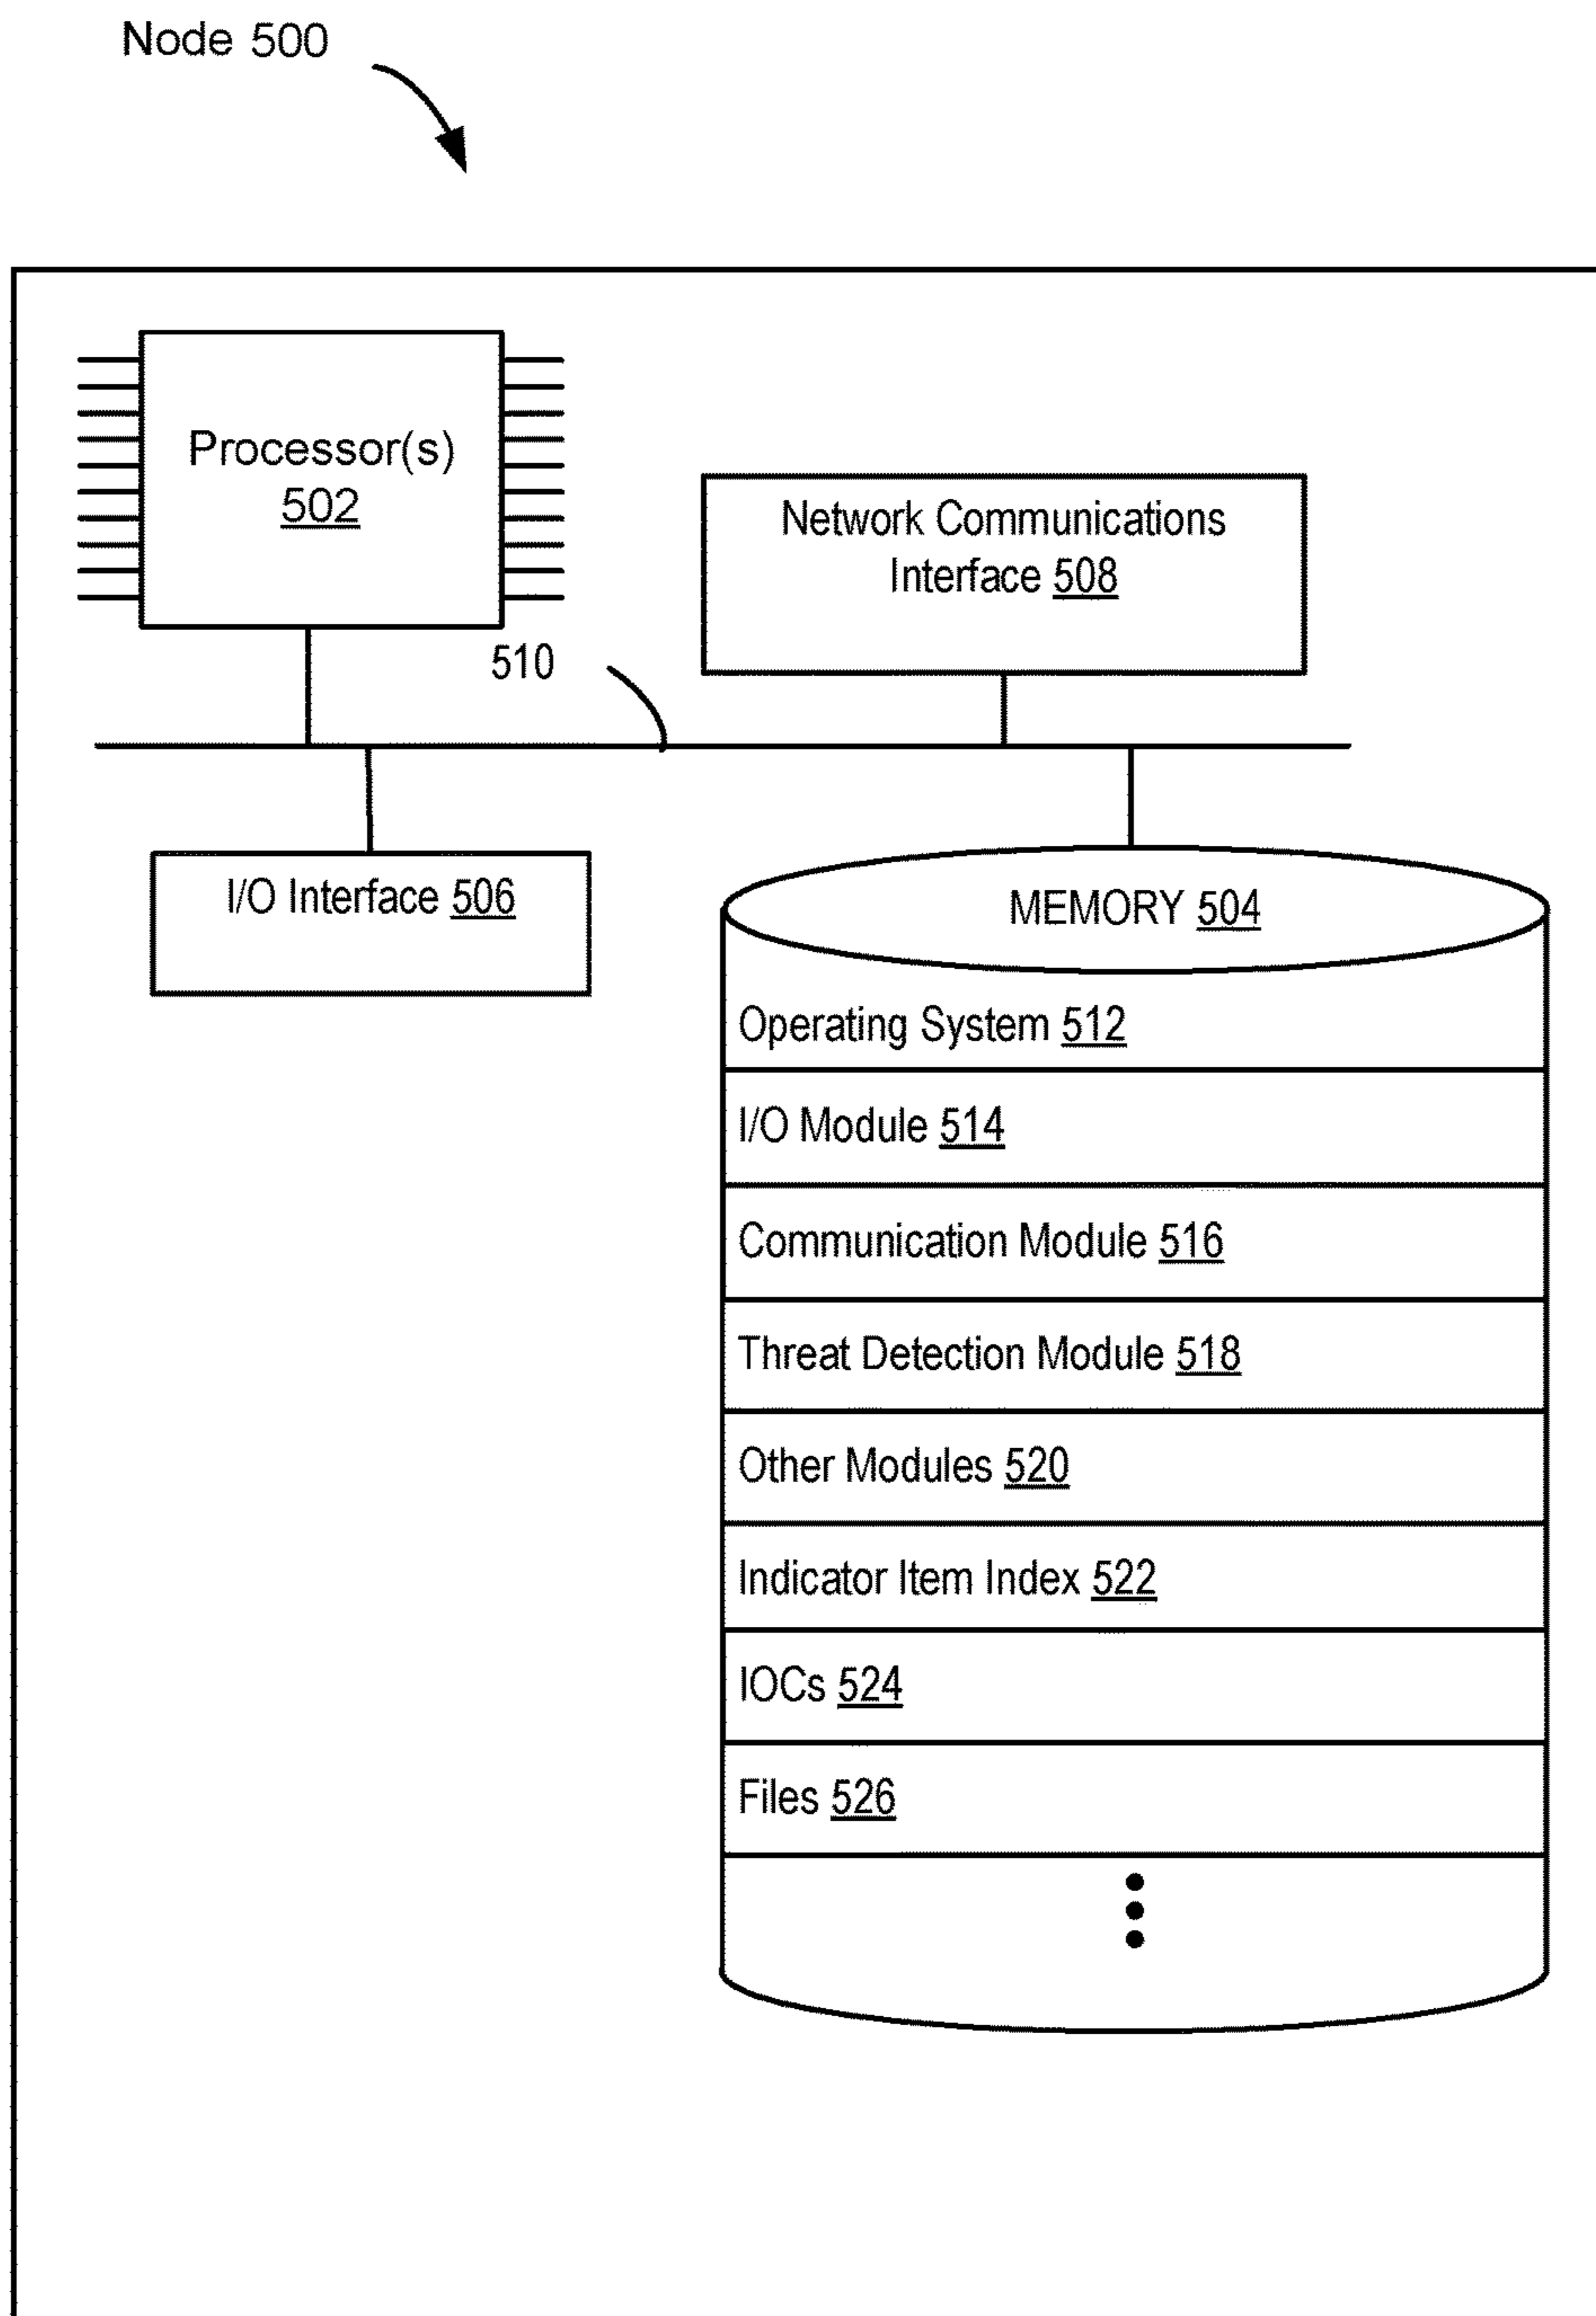 Node 500
Processor(s)
502
Network Communications
Interface 508
510
I/O Interface 506
MEMORY 504
Operating System 512
I/O Module 514
Communication Module 516
Threat Detection Module 518
Other Modules 520
Indicator Item Index 522
IOCs 524
Files 526